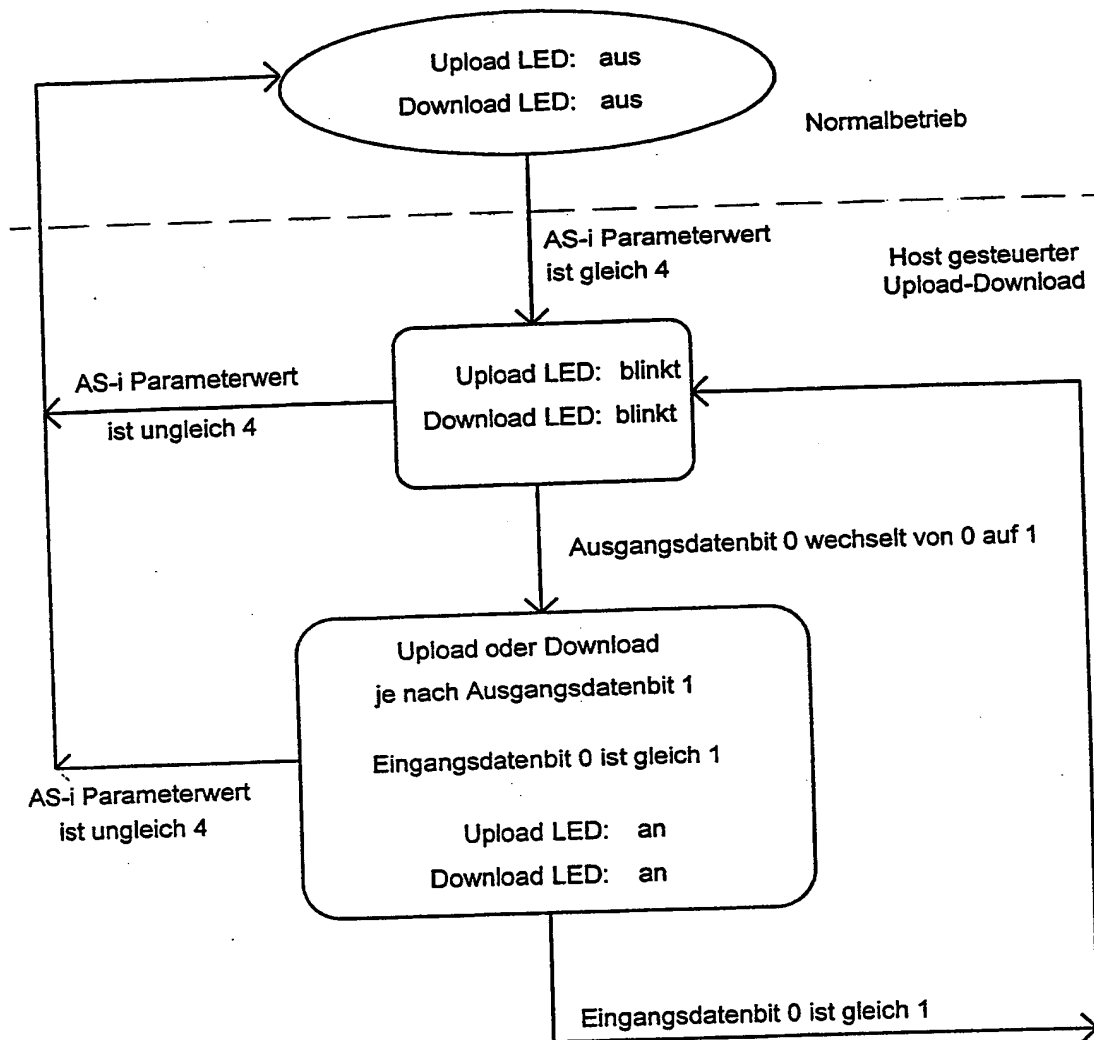 Upload LED: aus
Download LED: aus
Normalbetrieb
AS-i Parameterwert
ist gleich 4
Host gesteuerter
Upload-Download
AS-i Parameterwert
ist ungleich 4
Upload LED: blinkt
Download LED: blinkt
Ausgangsdatenbit 0 wechselt von 0 auf 1
Upload oder Download
je nach Ausgangsdatenbit 1
Eingangsdatenbit 0 ist gleich 1
Upload LED: an
Download LED: an
AS-i Parameterwert
ist ungleich 4
Eingangsdatenbit 0 ist gleich 1